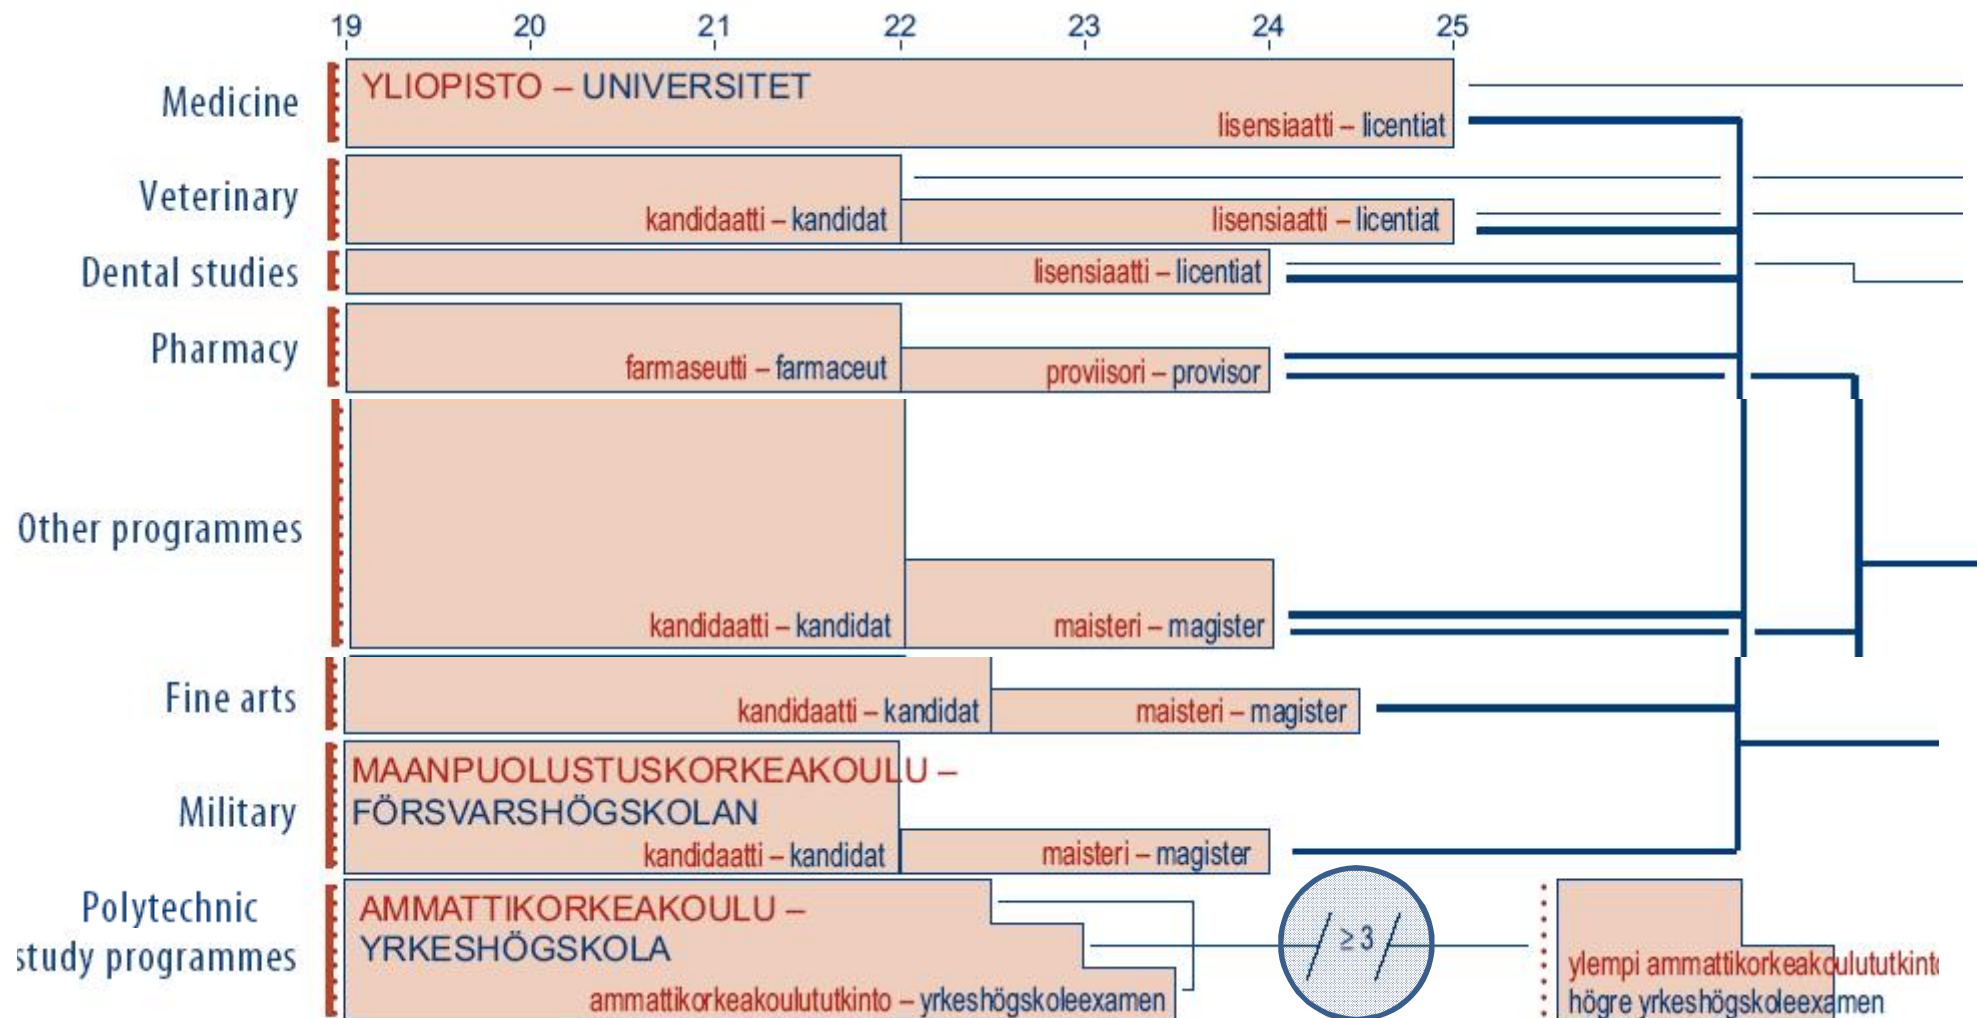 19 20 21 22 23 24 25
Medicine
YLIOPISTO – UNIVERSITET
lisensiaatti – licentiat
Veterinary
kandidaatti – kandidat
lisensiaatti – licentiat
Dental studies
lisensiaatti – licentiat
Pharmacy
farmaseutti – farmaceut
proviisori – provisor
Other programmes
kandidaatti – kandidat
maisteri – magister
Fine arts
kandidaatti – kandidat
maisteri – magister
Military
MAANPUOLUSTUSKORKEAKOULU –
FÖRSVARSHÖGSKOLAN
kandidaatti – kandidat
maisteri – magister
Polytechnic
study programmes
AMMATTIKORKEAKOULU –
YRKESHÖGSKOLA
ammattikorkeakoulututkinto – yrkeshögskoleexamen
≥ 3
ylempi ammattikorkeakoulututkinto
högre yrkeshögskoleexamen